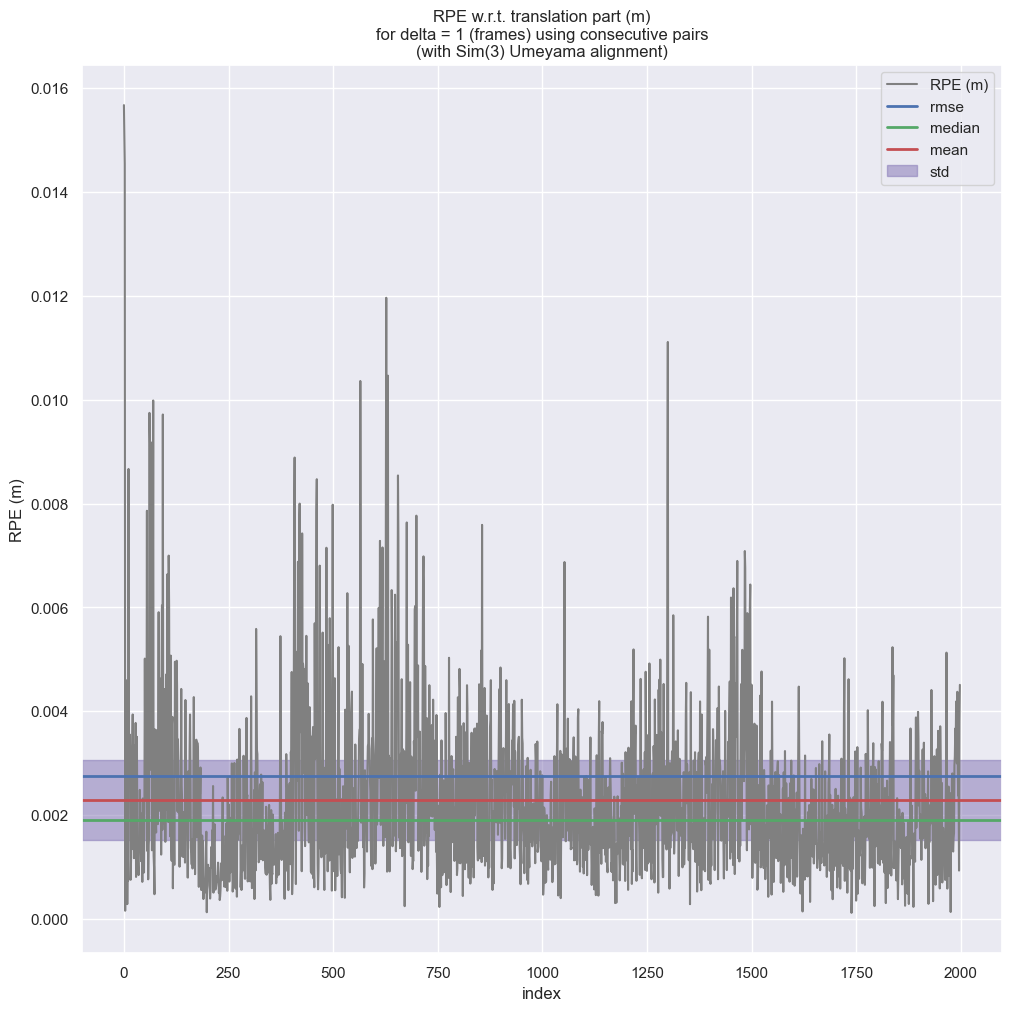 RPE w.r.t. translation part (m)
for delta = 1 (frames) using consecutive pairs
(with Sim(3) Umeyama alignment)
RPE (m)
rmse
median
mean
std
0.016
0.014
0.012
0.010
0.008
0.006
0.004
0.002
0.000
RPE (m)
0 250 500 750 1000 1250 1500 1750 2000
index